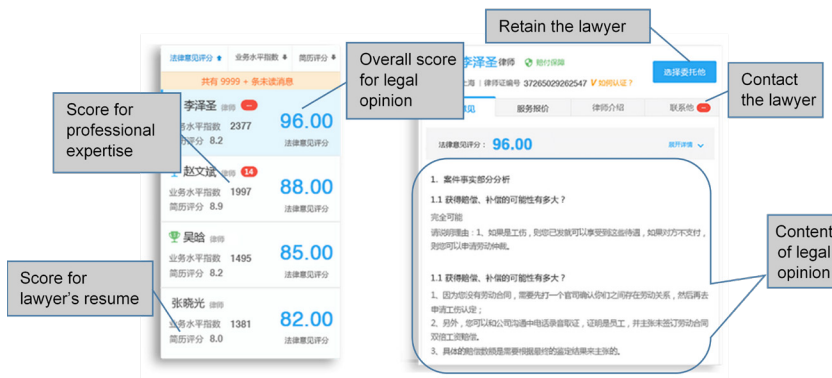 Retain the lawyer
Overall score
for legal
opinion
Contact
the lawyer
Score for
professional
expertise
Content
of legal
opinion
Score for
lawyer's resume
法律意见评分 业务水平指数 简历评分
共有 9999 + 条未读消息
李泽圣 律师
务水平指数 2377
评分 8.2
96.00
法律意见评分
赵文斌 律师 14
业务水平指数 1997
简历评分 8.9
88.00
法律意见评分
吴晗 律师
业务水平指数 1495
简历评分 8.2
85.00
法律意见评分
张晓光 律师
业务水平指数 1381
简历评分 8.0
82.00
法律意见评分
李泽圣 律师 赔付保障
上海 | 律师证编号 37265029262547 V 如何认证？
选择委托他
见 服务报价 律师介绍 联系他
法律意见评分： 96.00 展开详情
1、案件事实部分分析
1.1 获得赔偿、补偿的可能性有多大？
完全可能
请说明理由：1、如果是工伤，则您已发就可以享受到这些待遇，如果对方不支付，
则您可以申请劳动仲裁。
1.1 获得赔偿、补偿的可能性有多大？
1、因为您没有劳动合同，需要先打一个官司确认你们之间存在劳动关系，然后再去
申请工伤认定；
2、另外，您可以和公司沟通中电话录音取证，证明是员工，并主张未签订劳动合同
双倍工资赔偿。
3、具体的赔偿数额是需要根据最终的鉴定结果来主张的。